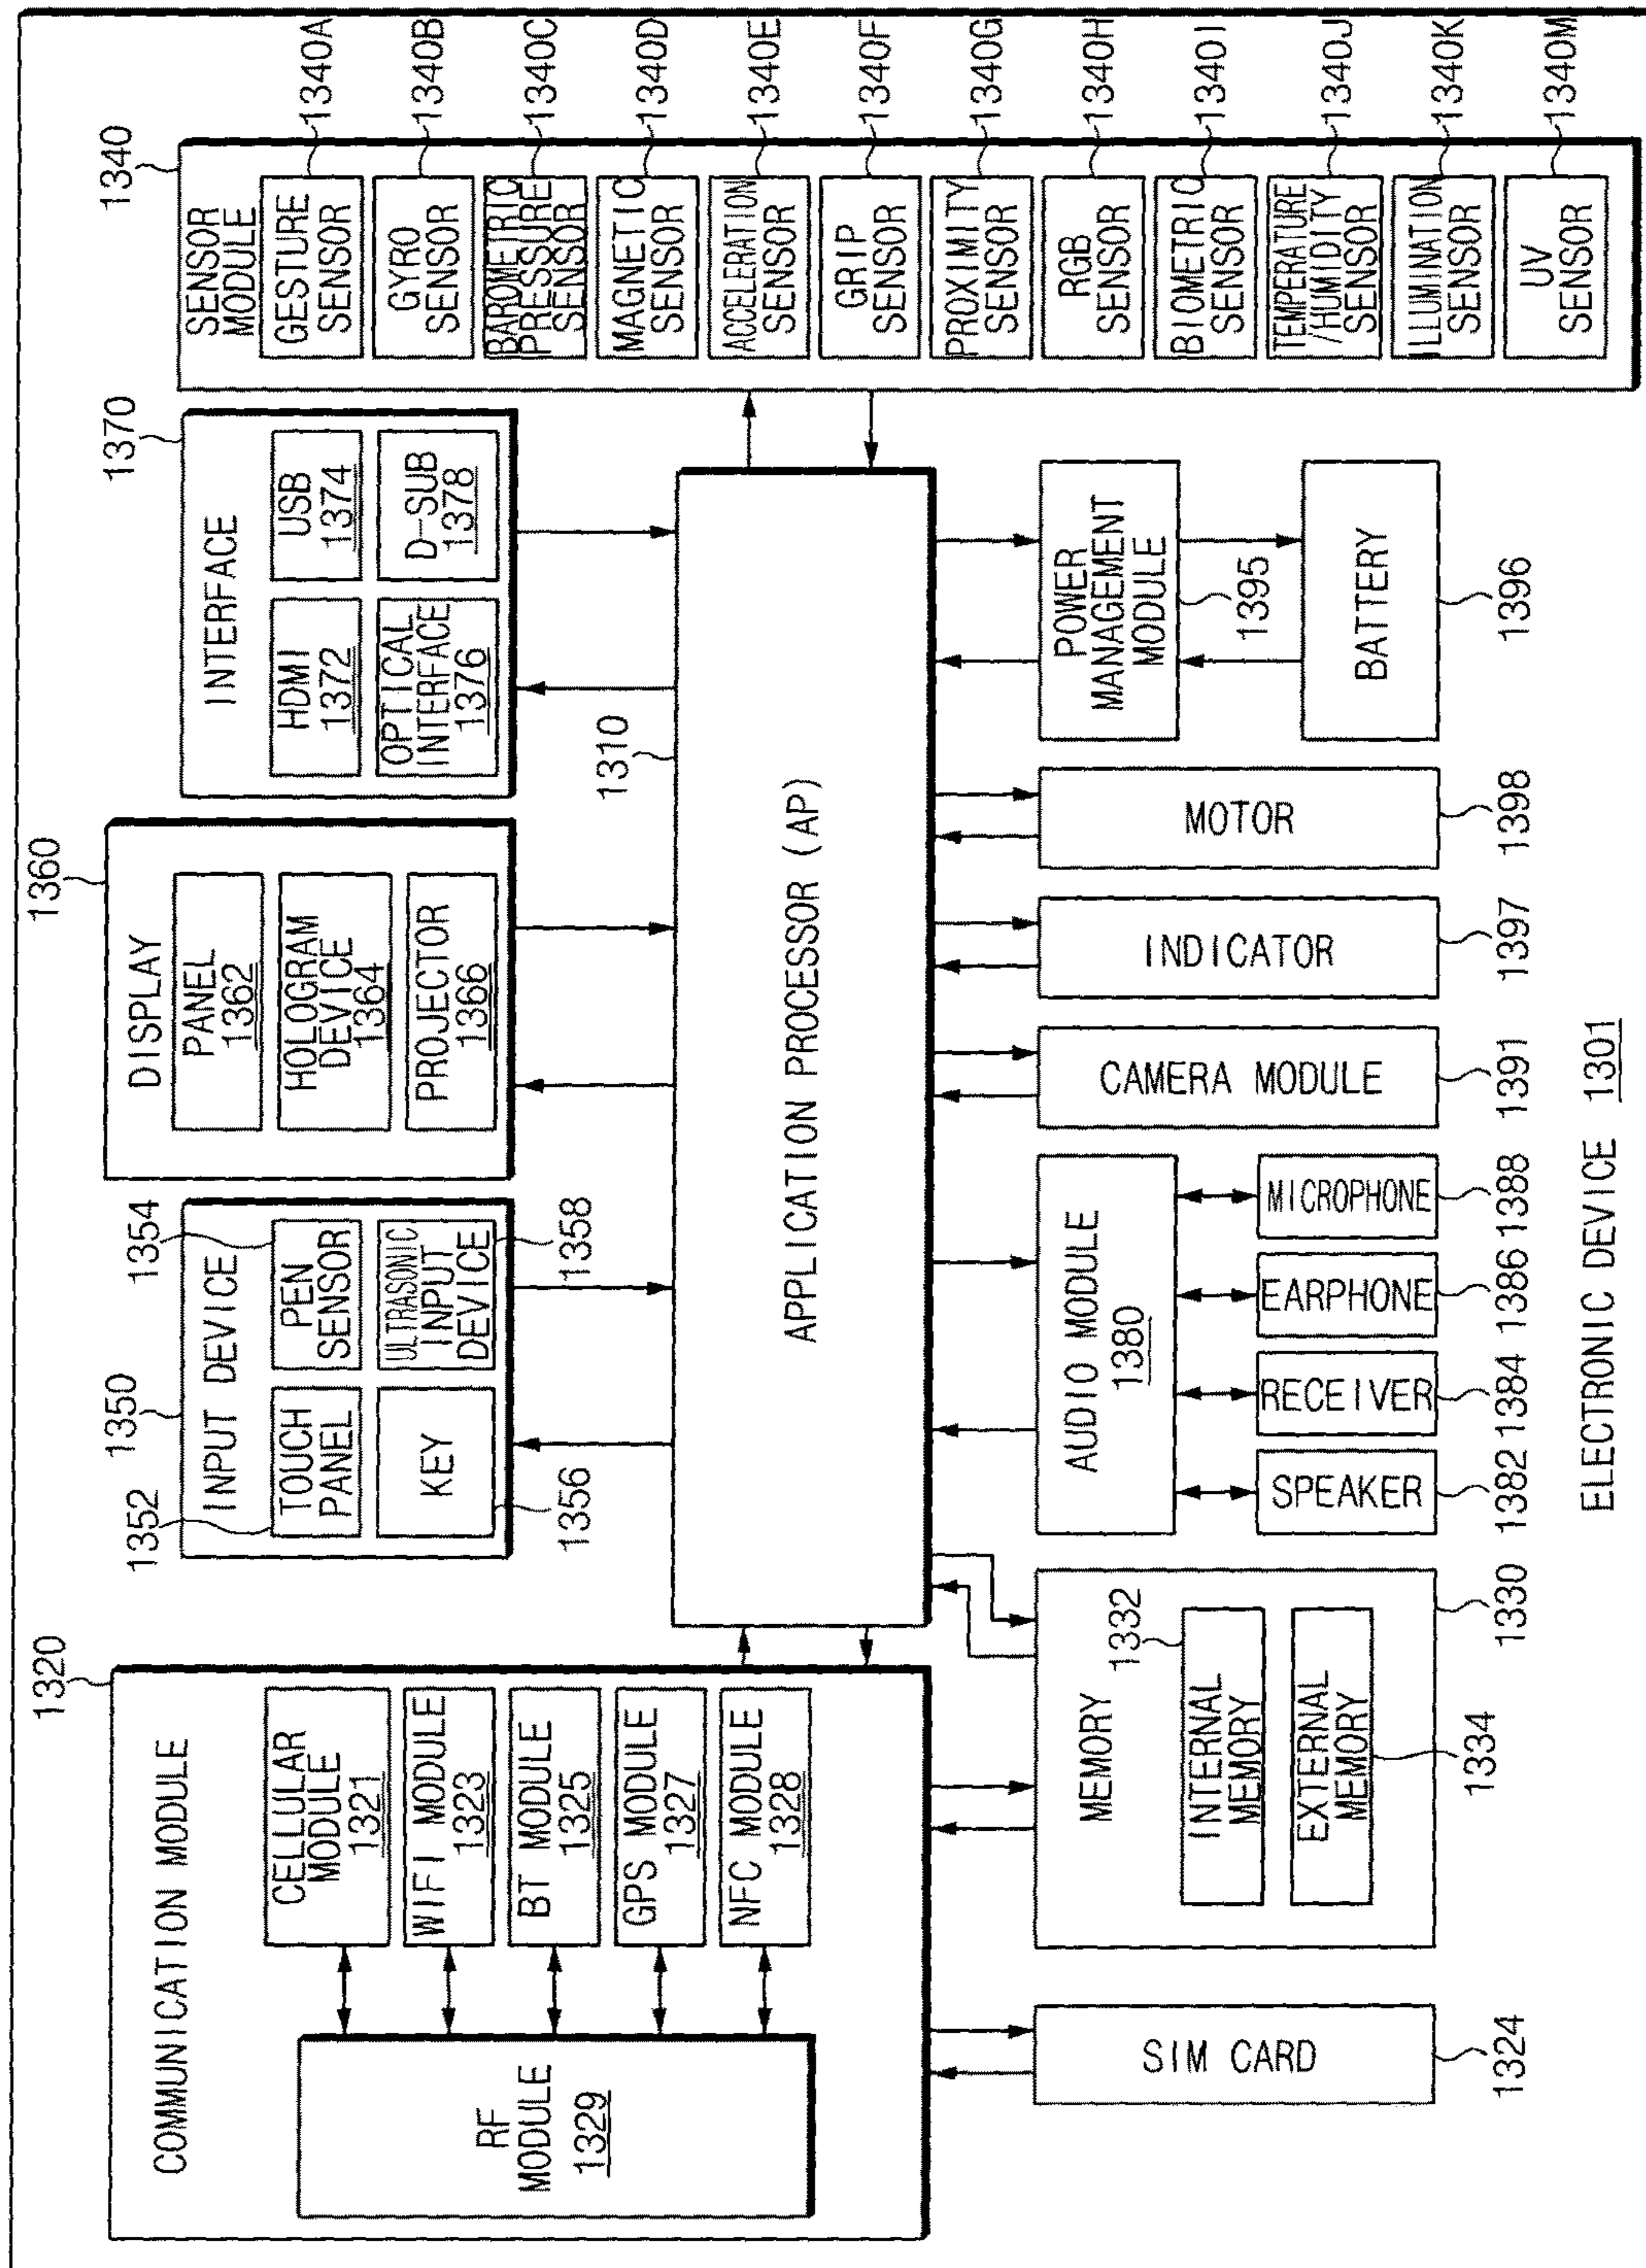 1320
COMMUNICATION MODULE
CELLULAR
MODULE
1321
WIFI MODULE
1323
BT MODULE
1325
GPS MODULE
1327
NFC MODULE
1328
RF
MODULE
1329
1350
INPUT DEVICE
1352
TOUCH
PANEL
1354
PEN
SENSOR
KEY
1356
ULTRASONIC
INPUT
DEVICE
1358
1360
DISPLAY
PANEL
1362
HOLOGRAM
DEVICE
1364
PROJECTOR
1366
1370
INTERFACE
HDMI
1372
USB
1374
OPTICAL
INTERFACE
1376
D-SUB
1378
1340
SENSOR
MODULE
GESTURE
SENSOR
1340A
GYRO
SENSOR
1340B
BAROMETRIC
PRESSURE
SENSOR
1340C
MAGNETIC
SENSOR
1340D
ACCELERATION
SENSOR
1340E
GRIP
SENSOR
1340F
PROXIMITY
SENSOR
1340G
RGB
SENSOR
1340H
BIOMETRIC
SENSOR
1340I
TEMPERATURE
/HUMIDITY
SENSOR
1340J
ILLUMINATION
SENSOR
1340K
UV
SENSOR
1340M
1310
APPLICATION PROCESSOR (AP)
SIM CARD
1324
MEMORY
1332
INTERNAL
MEMORY
EXTERNAL
MEMORY
1334
1330
AUDIO MODULE
1380
SPEAKER
1382
RECEIVER
1384
EARPHONE
1386
MICROPHONE
1388
CAMERA MODULE
1391
INDICATOR
1397
MOTOR
1398
POWER
MANAGEMENT
MODULE
1395
BATTERY
1396
ELECTRONIC DEVICE 1301